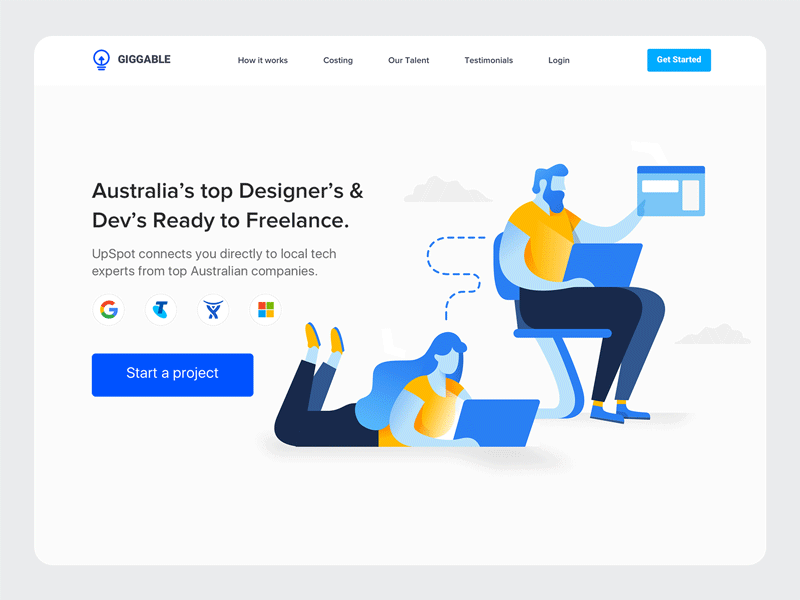 GIGGABLE
How it works
Costing
Our Talent
Testimonials
Login
Get Started
Australia’s top Designer’s &
Dev’s Ready to Freelance.
UpSpot connects you directly to local tech
experts from top Australian companies.
Start a project